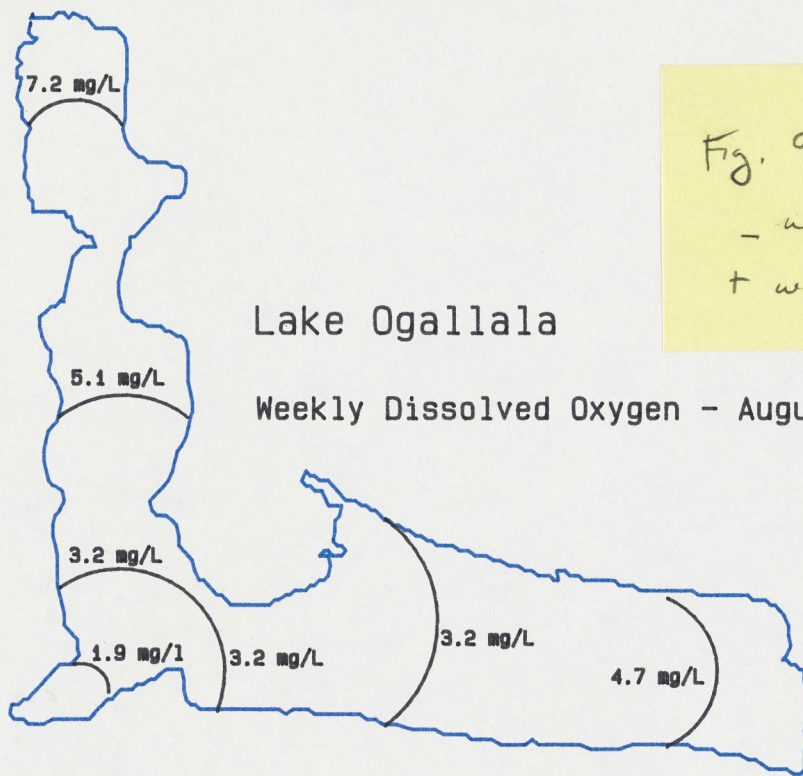 7.2 mg/L
Fig.
-
+
Lake Ogallala
5.1 mg/L
Weekly Dissolved Oxygen - Augu
3.2 mg/L
1.9 mg/l
3.2 mg/L
3.2 mg/L
4.7 mg/L